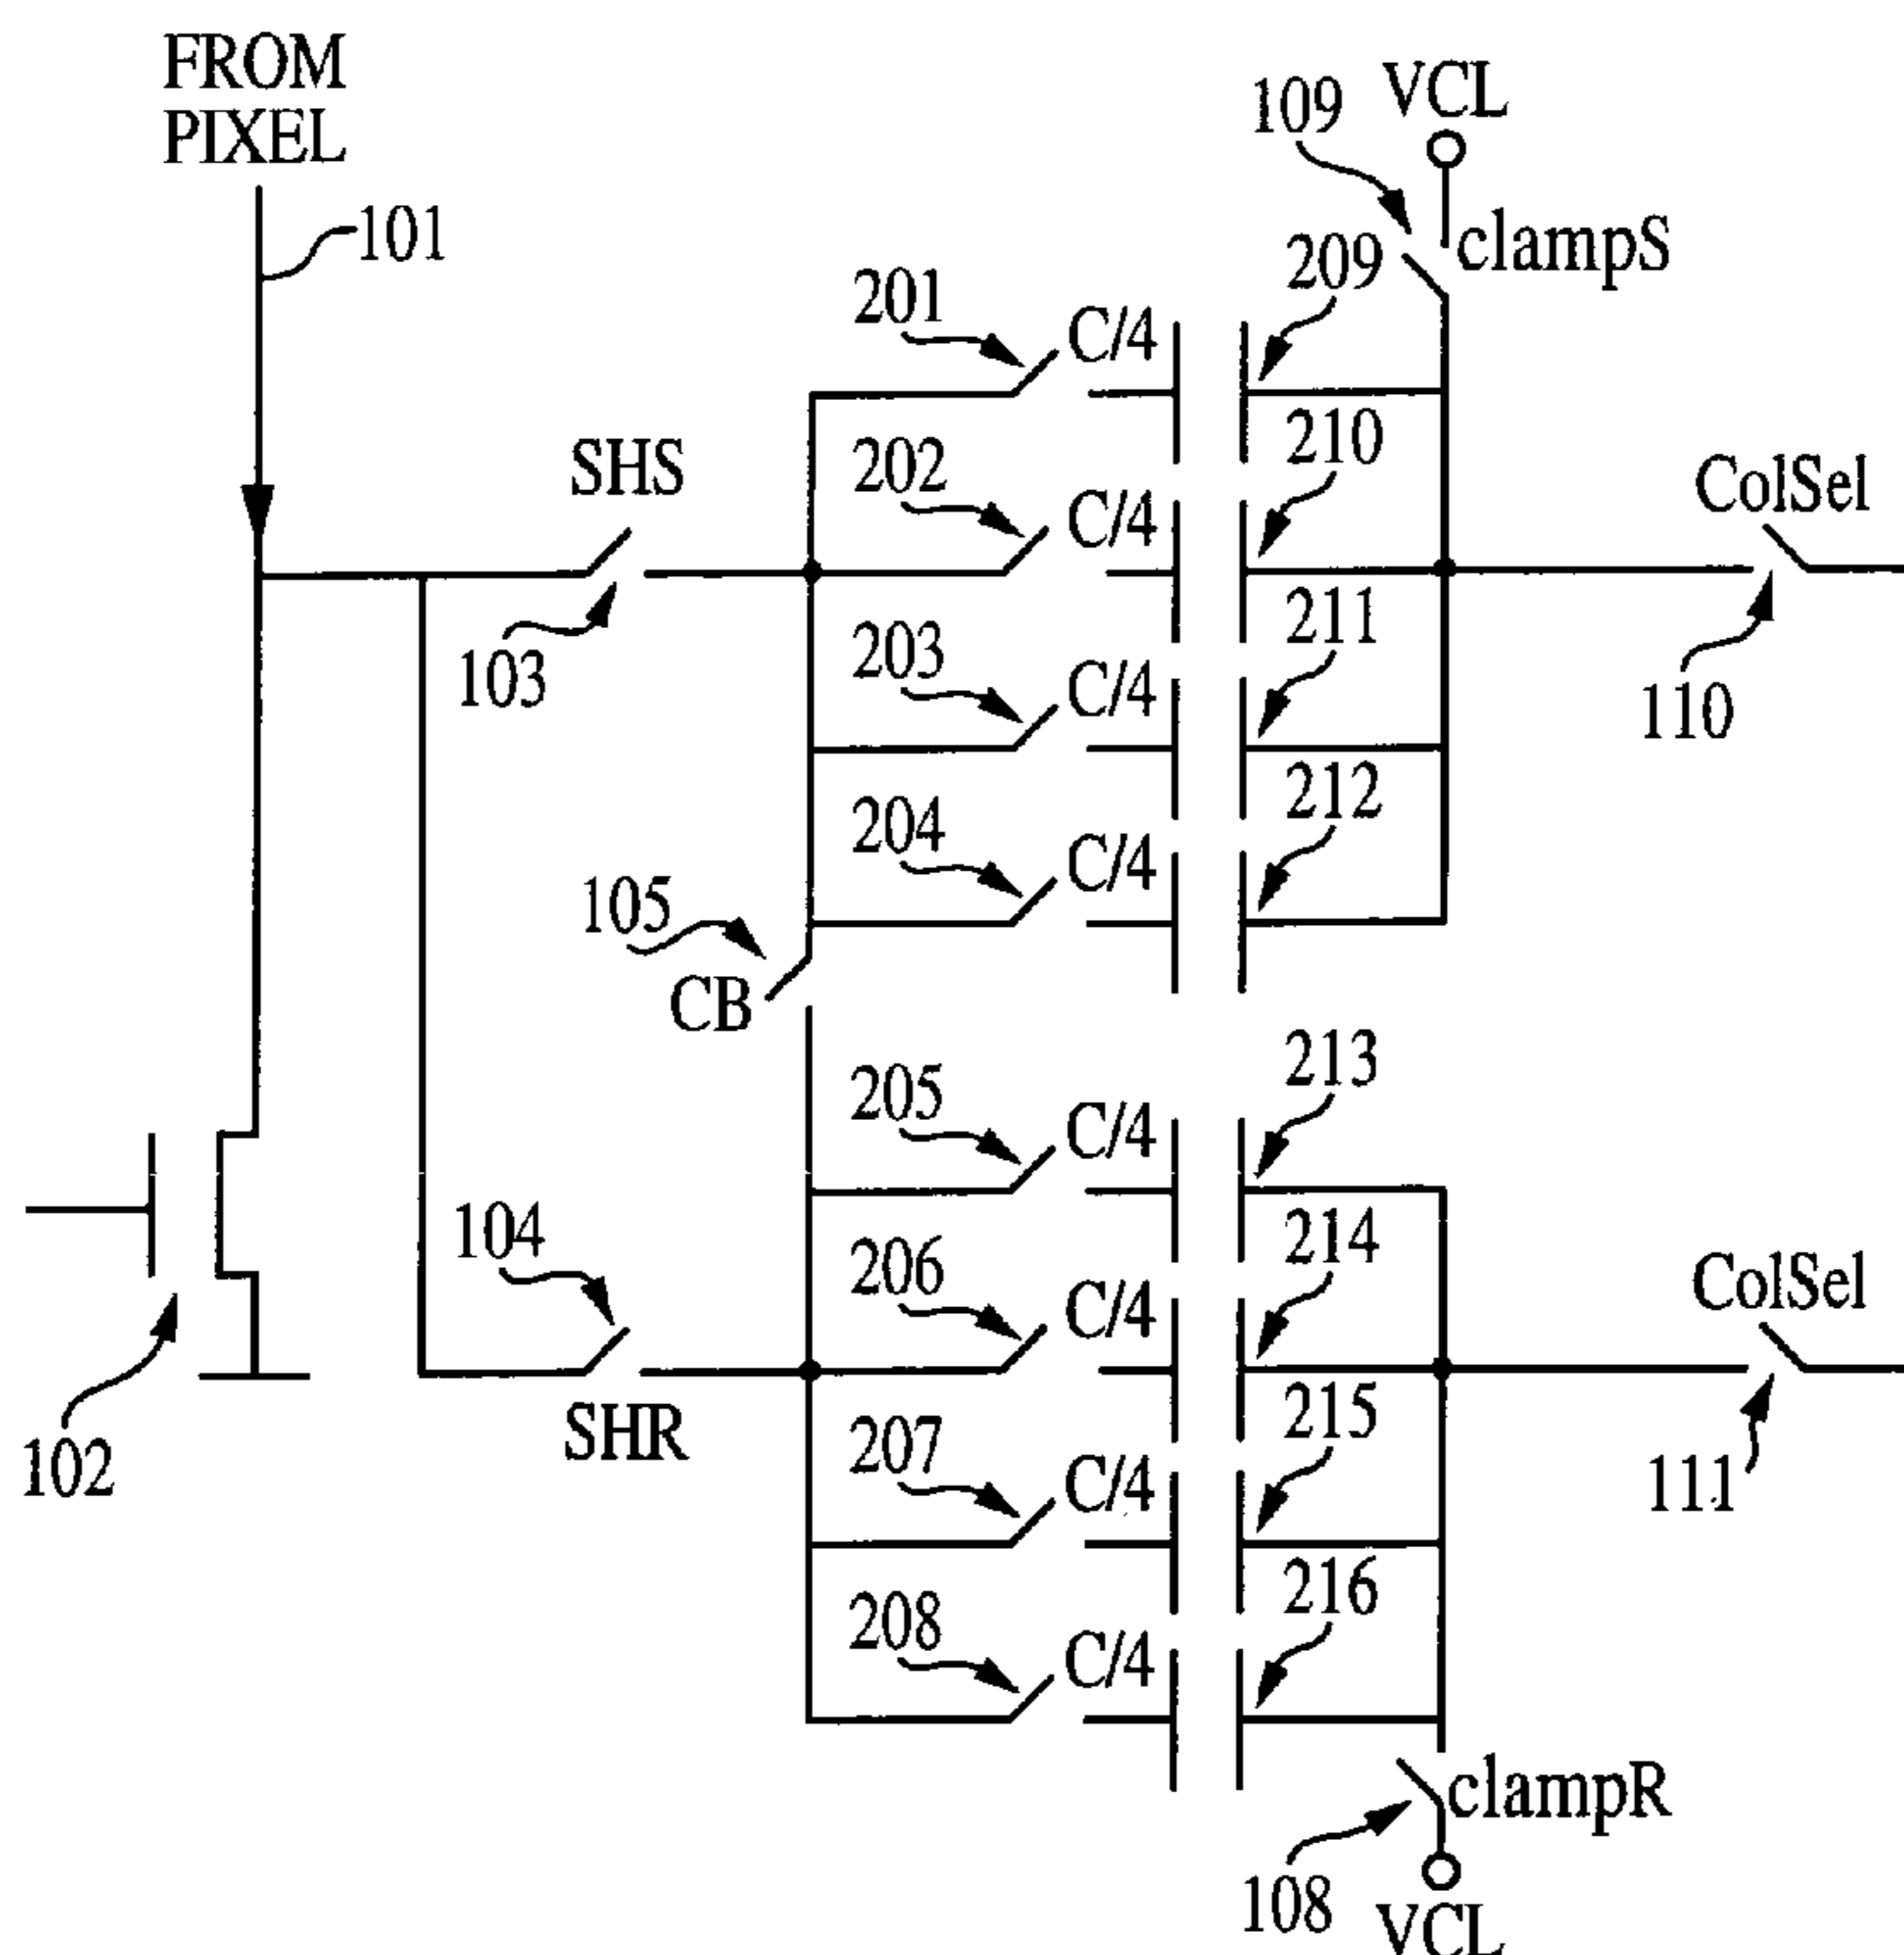 FROM
PIXEL
101
109
VCL
clampS
209
201
C/4
210
SHS
202
C/4
ColSel
211
103
203
C/4
110
212
204
C/4
105
CB
213
205
C/4
214
104
206
C/4
ColSel
215
SHR
207
C/4
102
111
216
208
C/4
clampR
108
VCL